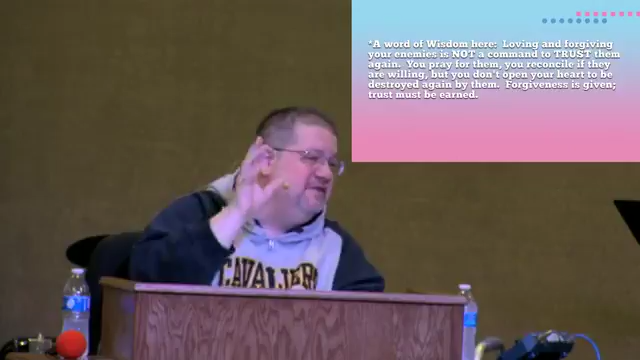 *A word of Wisdom here: Loving and forgiving
your enemies is NOT a command to TRUST them
again. You pray for them, you reconcile if they
are willing, but you don't open your heart to be
destroyed again by them. Forgiveness is given;
trust must be earned.
CAVALIERS